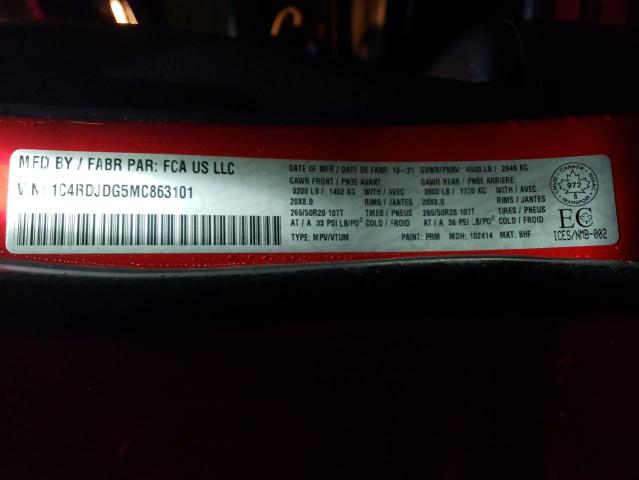 MFD BY / FABR PAR: FCA US LLC
VIN: 1C4RDJDG5MC863101
DATE OF MFR / DATE DE FABR: 10-21 GVWR/PNBV: 6500 LB / 2949 KG
GAWR FRONT / PNBE AVANT
3200 LB / 1452 KG WITH / AVEC
20X8.0 RIMS / JANTES
265/50R20 107T TIRES / PNEUS
AT / A 33 PSI LB/PO² COLD / FROID
GAWR REAR / PNBE ARRIERE:
3900 LB / 1770 KG WITH / AVEC
20X8.0 RIMS / JANTES
265/50R20 107T TIRES / PNEUS
AT / A 36 PSI LB/PO² COLD / FROID
TYPE: MPV/VTUM PAINT: PRM MDH: 102414 MKT: 8HF
CANADA
972
TRANSPORT
EC
ICES/NMB-002